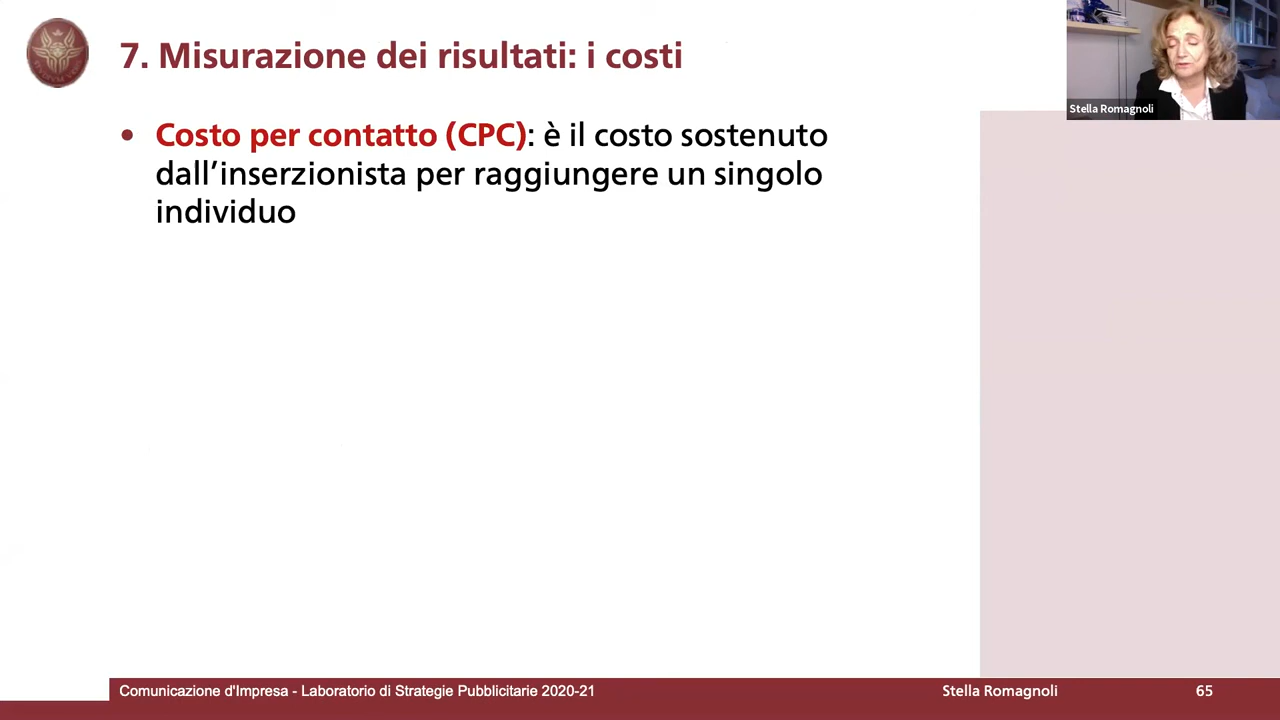 7. Misurazione dei risultati: i costi
Stella Romagnoli
• Costo per contatto (CPC): è il costo sostenuto
dall’inserzionista per raggiungere un singolo
individuo
Comunicazione d'Impresa - Laboratorio di Strategie Pubblicitarie 2020-21
Stella Romagnoli
65